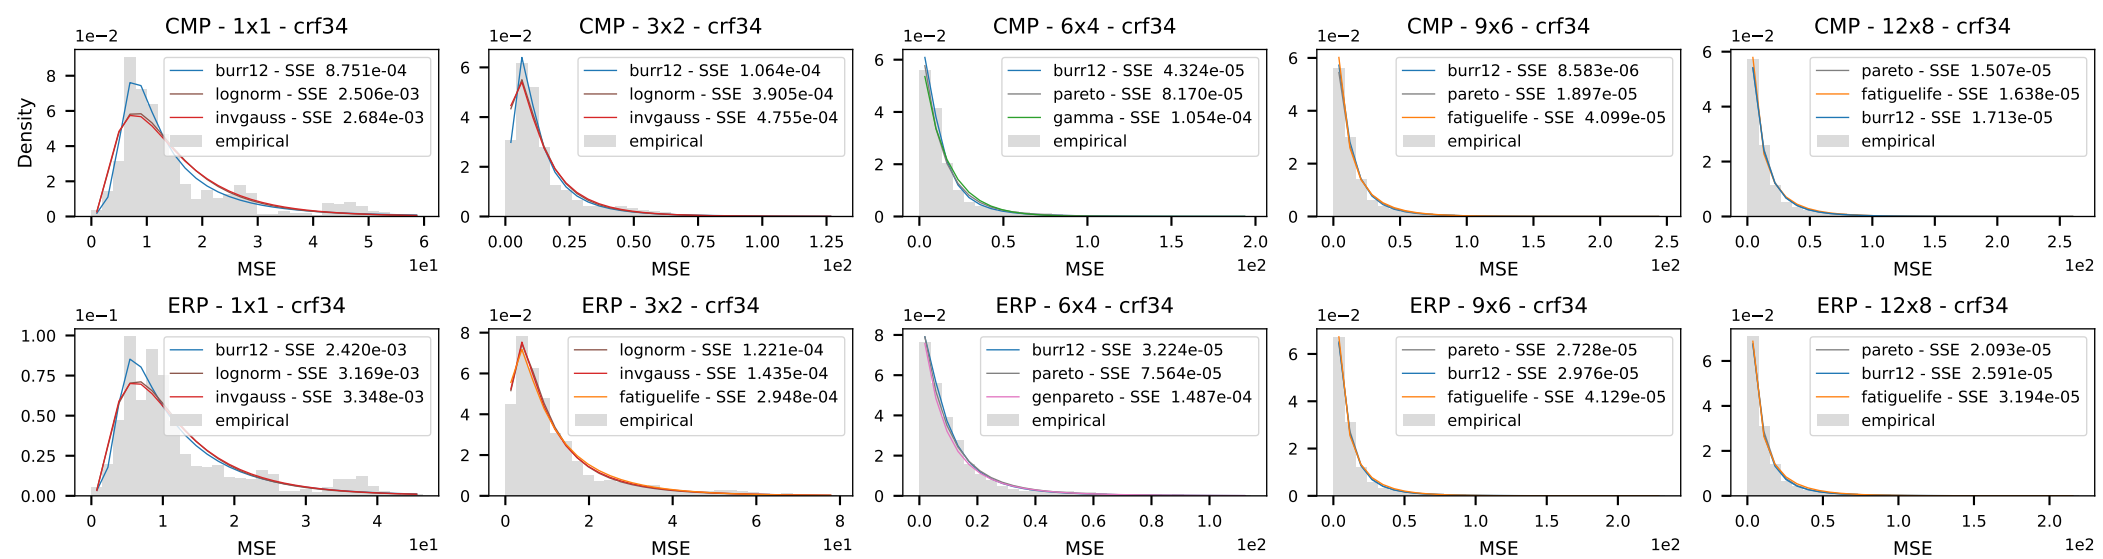 CMP - 1x1 - crf34
1e−2
burr12 - SSE 8.751e-04
lognorm - SSE 2.506e-03
invgauss - SSE 2.684e-03
empirical
Density
8
6
4
2
0
0 1 2 3 4 5 6
1e1
MSE
CMP - 3x2 - crf34
1e−2
burr12 - SSE 1.064e-04
lognorm - SSE 3.905e-04
invgauss - SSE 4.755e-04
empirical
6
4
2
0
0.00 0.25 0.50 0.75 1.00 1.25
1e2
MSE
CMP - 6x4 - crf34
1e−2
burr12 - SSE 4.324e-05
pareto - SSE 8.170e-05
gamma - SSE 1.054e-04
empirical
6
4
2
0
0.0 0.5 1.0 1.5 2.0
1e2
MSE
CMP - 9x6 - crf34
1e−2
burr12 - SSE 8.583e-06
pareto - SSE 1.897e-05
fatiguelife - SSE 4.099e-05
empirical
6
4
2
0
0.0 0.5 1.0 1.5 2.0 2.5
1e2
MSE
CMP - 12x8 - crf34
1e−2
pareto - SSE 1.507e-05
fatiguelife - SSE 1.638e-05
burr12 - SSE 1.713e-05
empirical
6
4
2
0
0.0 0.5 1.0 1.5 2.0 2.5
1e2
MSE
ERP - 1x1 - crf34
1e−1
burr12 - SSE 2.420e-03
lognorm - SSE 3.169e-03
invgauss - SSE 3.348e-03
empirical
1.00
0.75
0.50
0.25
0.00
0 1 2 3 4
1e1
MSE
ERP - 3x2 - crf34
1e−2
lognorm - SSE 1.221e-04
invgauss - SSE 1.435e-04
fatiguelife - SSE 2.948e-04
empirical
8
6
4
2
0
0 2 4 6 8
1e1
MSE
ERP - 6x4 - crf34
1e−2
burr12 - SSE 3.224e-05
pareto - SSE 7.564e-05
genpareto - SSE 1.487e-04
empirical
8
6
4
2
0
0.0 0.2 0.4 0.6 0.8 1.0
1e2
MSE
ERP - 9x6 - crf34
1e−2
pareto - SSE 2.728e-05
burr12 - SSE 2.976e-05
fatiguelife - SSE 4.129e-05
empirical
6
4
2
0
0.0 0.5 1.0 1.5 2.0
1e2
MSE
ERP - 12x8 - crf34
1e−2
pareto - SSE 2.093e-05
burr12 - SSE 2.591e-05
fatiguelife - SSE 3.194e-05
empirical
6
4
2
0
0.0 0.5 1.0 1.5 2.0
1e2
MSE